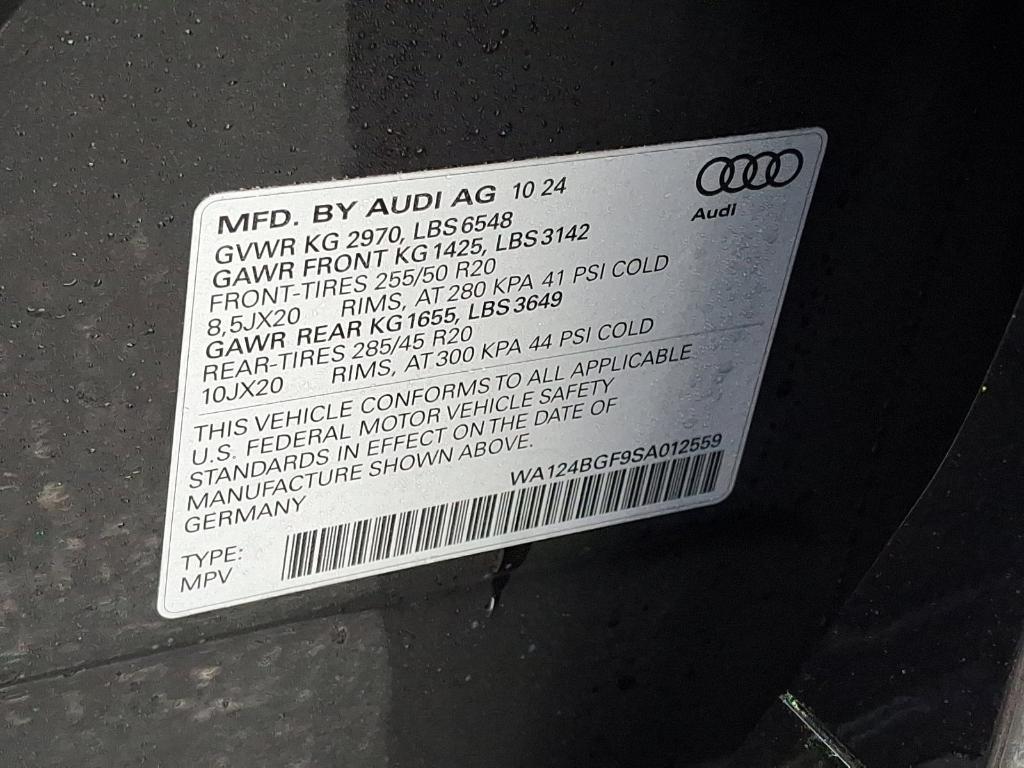 MFD. BY AUDI AG 10 24
Audi
GVWR KG 2970, LBS 6548
GAWR FRONT KG 1425, LBS 3142
FRONT-TIRES 255/50 R20
8,5JX20 RIMS, AT 280 KPA 41 PSI COLD
GAWR REAR KG 1655, LBS 3649
REAR-TIRES 285/45 R20
10JX20 RIMS, AT 300 KPA 44 PSI COLD
THIS VEHICLE CONFORMS TO ALL APPLICABLE
U.S. FEDERAL MOTOR VEHICLE SAFETY
STANDARDS IN EFFECT ON THE DATE OF
MANUFACTURE SHOWN ABOVE.
GERMANY WA124BGF9SA012559
TYPE:
MPV